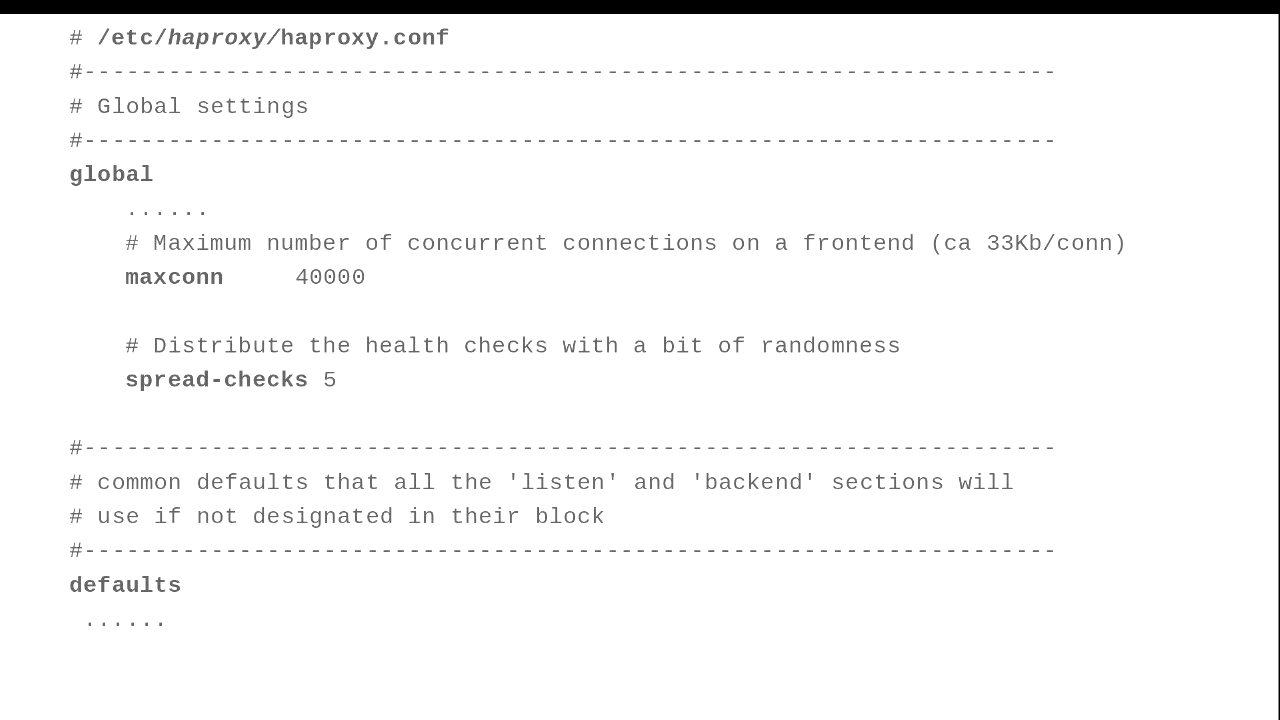 # /etc/haproxy/haproxy.conf
#---------------------------------------------------------------------
# Global settings
#---------------------------------------------------------------------
global
    ......
    # Maximum number of concurrent connections on a frontend (ca 33Kb/conn)
    maxconn     40000

    # Distribute the health checks with a bit of randomness
    spread-checks 5

#---------------------------------------------------------------------
# common defaults that all the 'listen' and 'backend' sections will
# use if not designated in their block
#---------------------------------------------------------------------
defaults
 ......